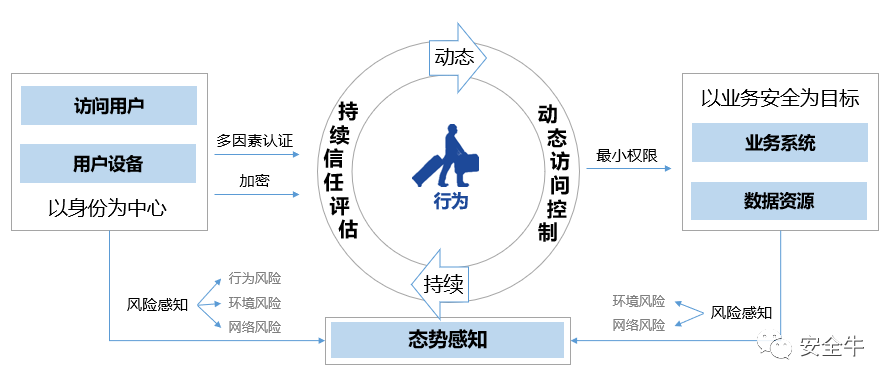 动态
访问用户
用户设备
以身份为中心
多因素认证
加密
持续信任评估
行为
动态访问控制
最小权限
以业务安全为目标
业务系统
数据资源
持续
风险感知
行为风险
环境风险
网络风险
态势感知
环境风险
网络风险
风险感知
安全牛